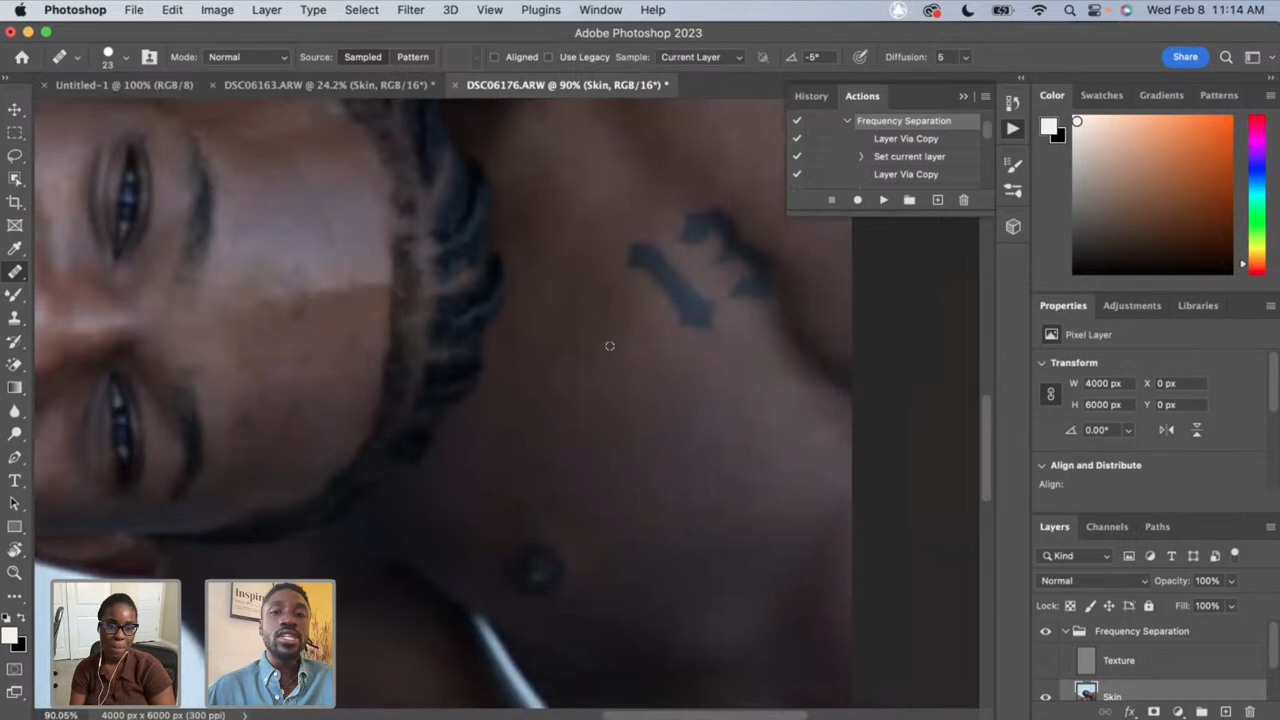 Photoshop File Edit Image Layer Type Select Filter 3D View Plugins Window Help Wed Feb 8 11:14 AM
Adobe Photoshop 2023
23 Mode: Normal Source: Sampled Pattern Aligned Use Legacy Sample: Current Layer -5° Diffusion: 5 Share
Untitled-1 @ 100% (RGB/8) DSC06163.ARW @ 24.2% (Skin, RGB/16*) * DSC06176.ARW @ 90% (Skin, RGB/16*) *
History Actions
Frequency Separation
Layer Via Copy
Set current layer
Layer Via Copy
Color Swatches Gradients Patterns
Properties Adjustments Libraries
Pixel Layer
Transform
W 4000 px X 0 px
H 6000 px Y 0 px
0.00°
Align and Distribute
Align:
Layers Channels Paths
Kind
Normal Opacity: 100%
Lock: Fill: 100%
Frequency Separation
Texture
Skin
90.05% 4000 px x 6000 px (300 ppi)